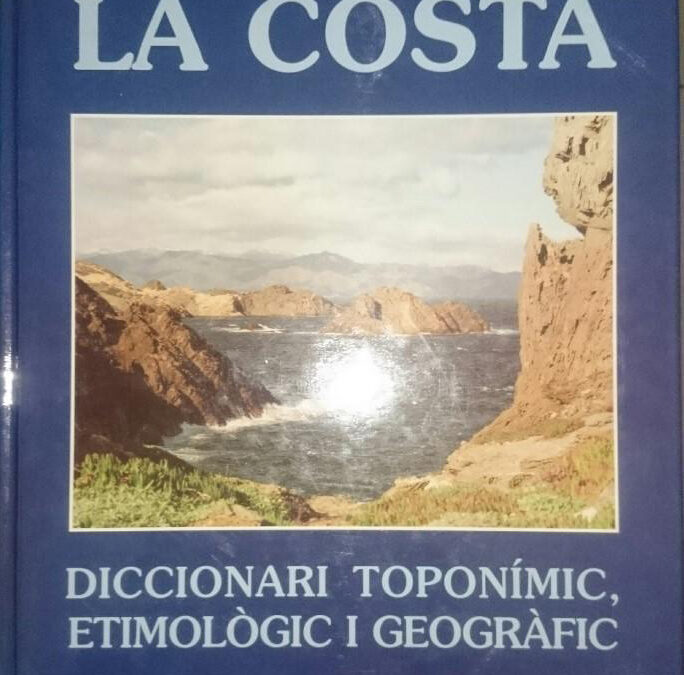 LA COSTA
DICCIONARI TOPONÍMIC,
ETIMOLÒGIC I GEOGRÀFIC